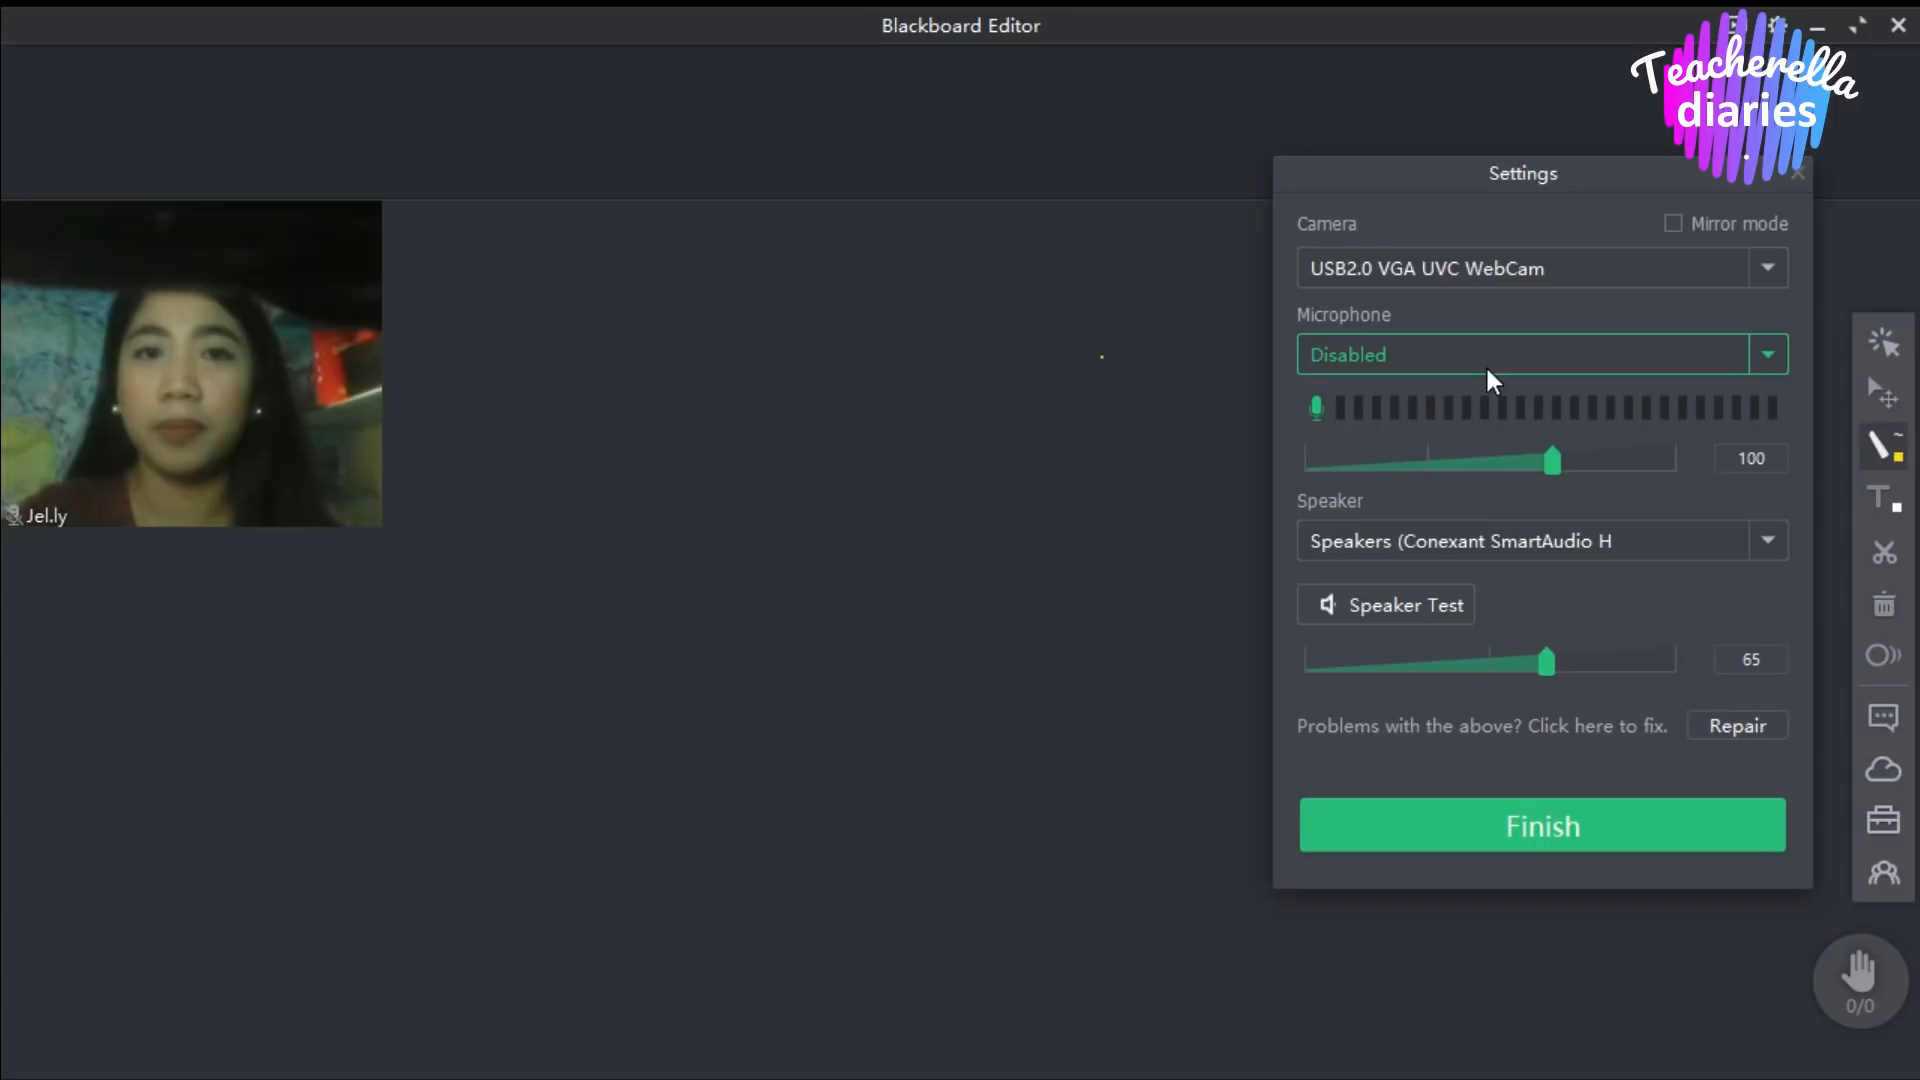 Blackboard Editor
Teacherella
diaries
Settings
Camera
Mirror mode
USB2.0 VGA UVC WebCam
Microphone
Disabled
100
Speaker
Speakers (Conexant SmartAudio H
Speaker Test
65
Problems with the above? Click here to fix.
Repair
Finish
Jel.ly
T
0/0